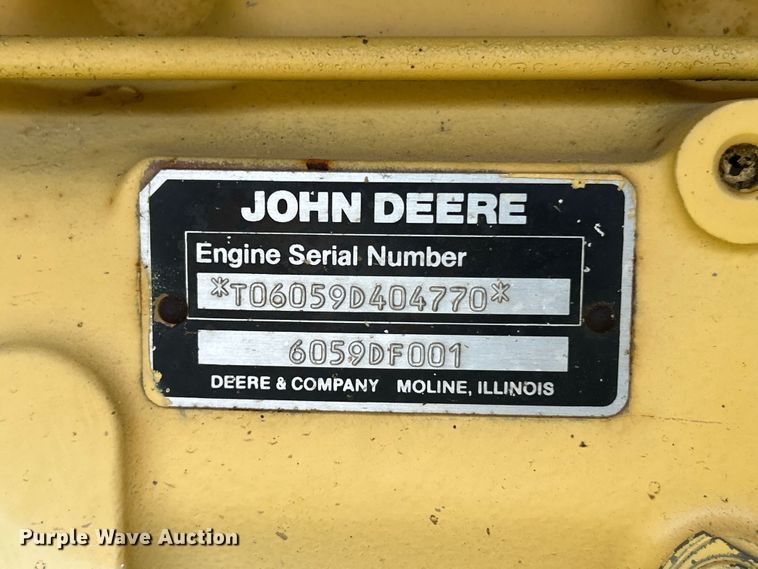 JOHN DEERE
Engine Serial Number
*T06059D404770*
6059DF001
DEERE & COMPANY MOLINE, ILLINOIS
Purple Wave Auction